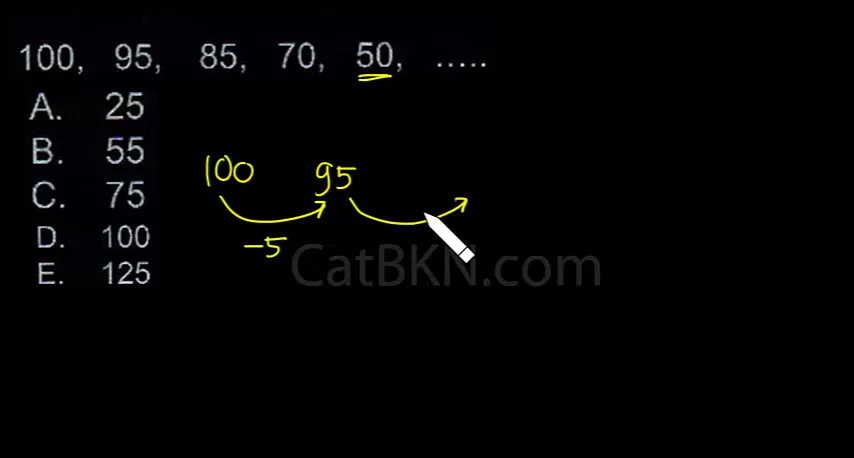 100, 95, 85, 70, 50, .....
A. 25
B. 55
C. 75
D. 100
E. 125
100 95
-5
CatBKN.com